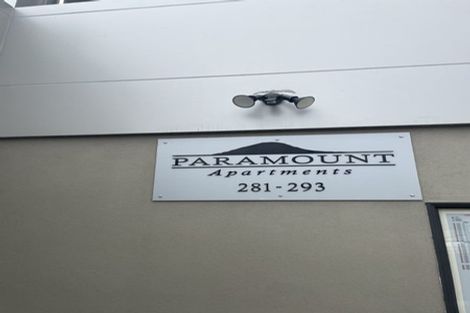 PARAMOUNT
Apartments
281 - 293